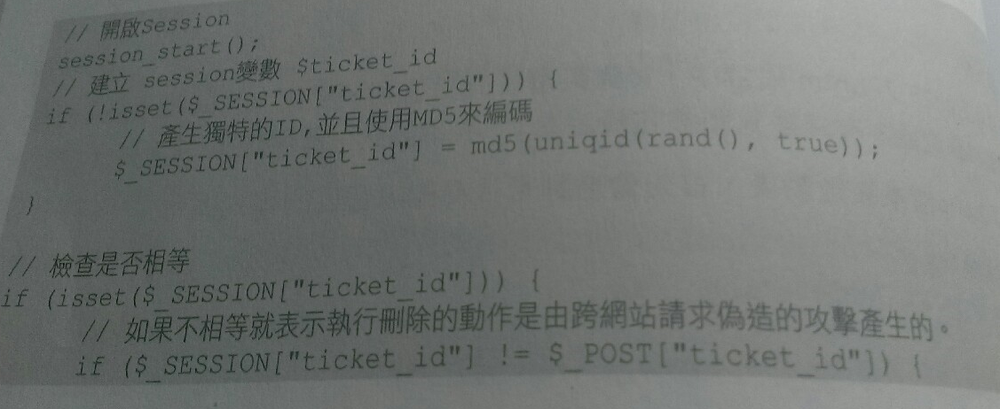 // 開啟Session
session_start();
// 建立 session變數 $ticket_id
if (!isset($_SESSION["ticket_id"])) {
// 產生獨特的ID,並且使用MD5來編碼
$_SESSION["ticket_id"] = md5(uniqid(rand(), true));
}
// 檢查是否相等
if (isset($_SESSION["ticket_id"])) {
// 如果不相等就表示執行刪除的動作是由跨網站請求偽造的攻擊產生的。
if ($_SESSION["ticket_id"] != $_POST["ticket_id"]) {